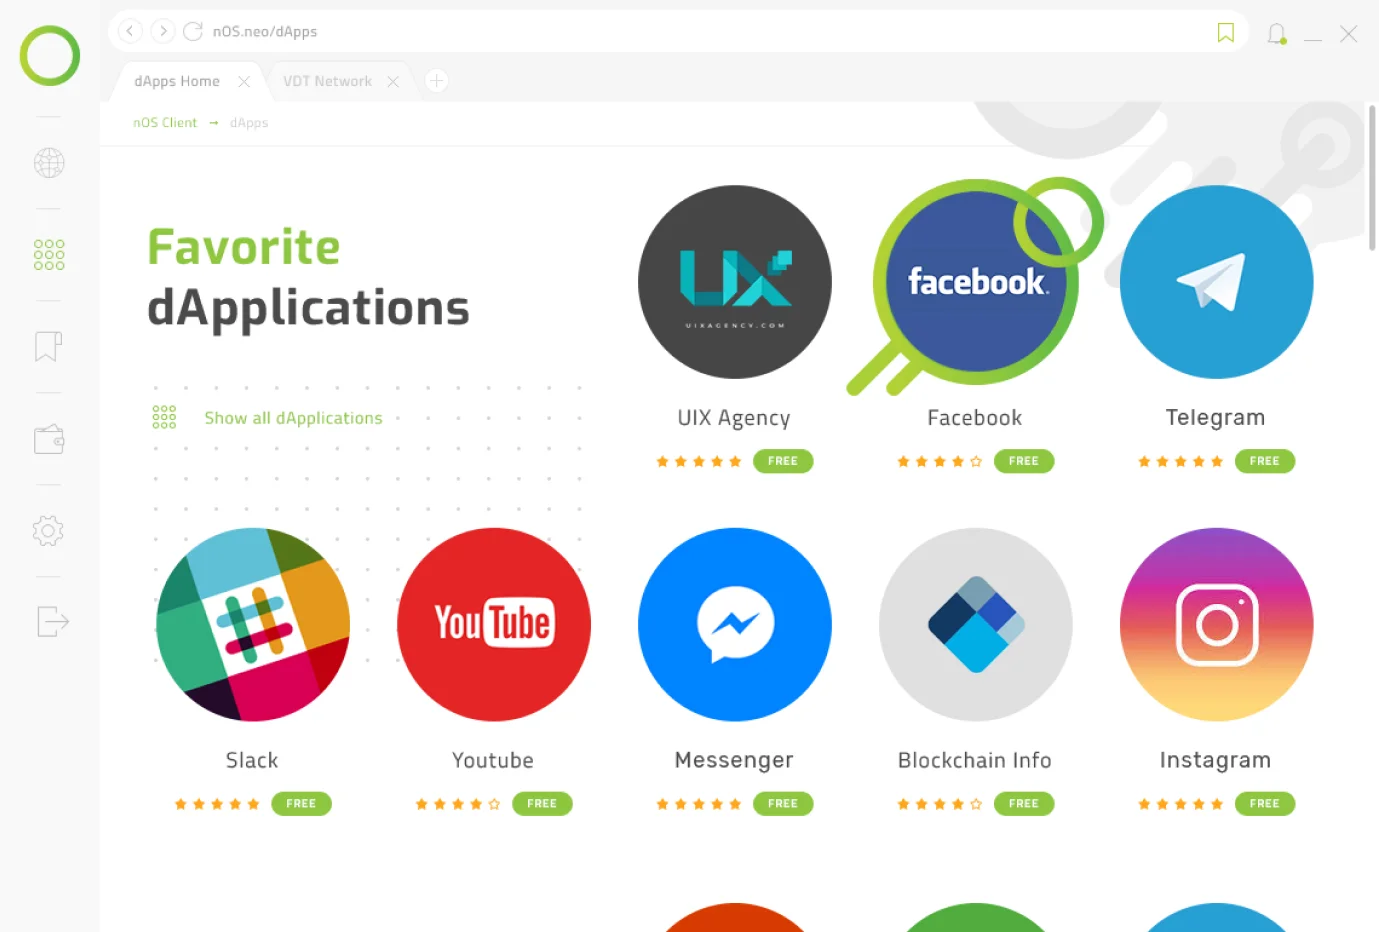 nOS.neo/dApps
dApps Home
VDT Network
nOS Client → dApps
Favorite
dApplications
Show all dApplications
UX
UIXAGENCY.COM
facebook.
UIX Agency
Facebook
Telegram
FREE
FREE
FREE
YouTube
Slack
Youtube
Messenger
Blockchain Info
Instagram
FREE
FREE
FREE
FREE
FREE